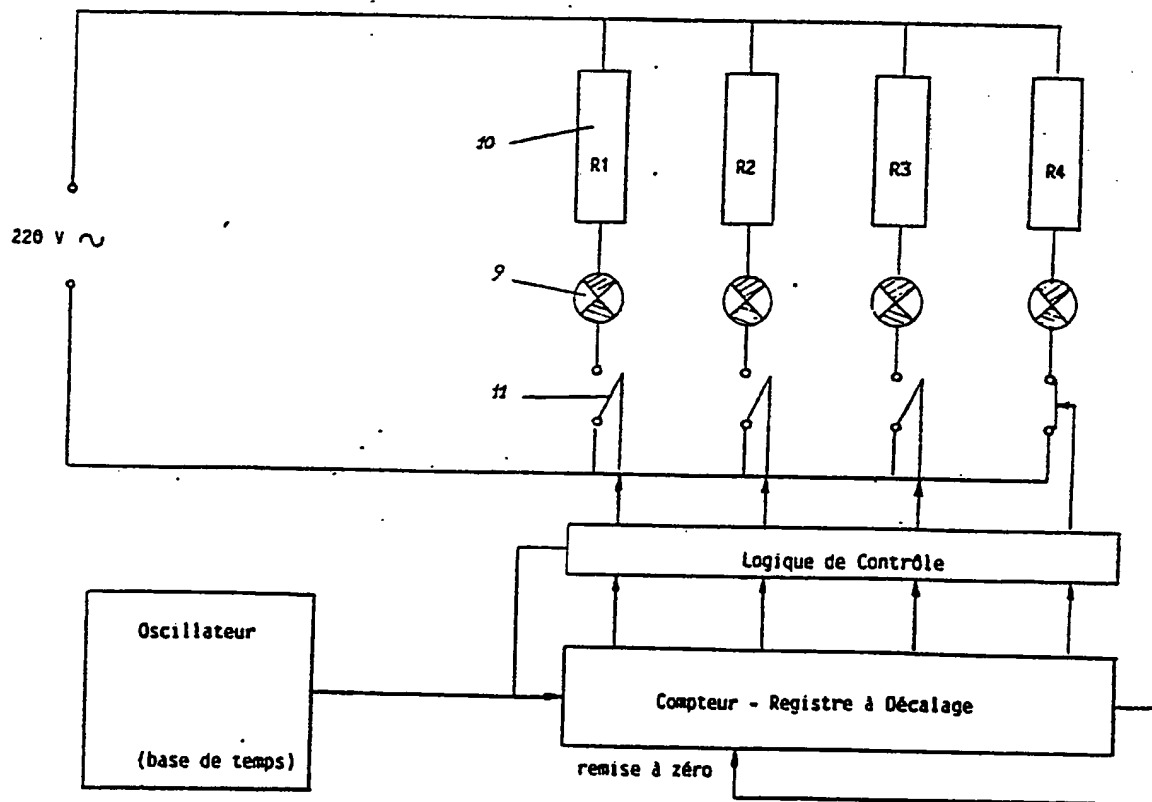 10
R1
R2
R3
R4
220 V ∿
9
11
Logique de Contrôle
Oscillateur
Compteur - Registre à Décalage
(base de temps)
remise à zéro